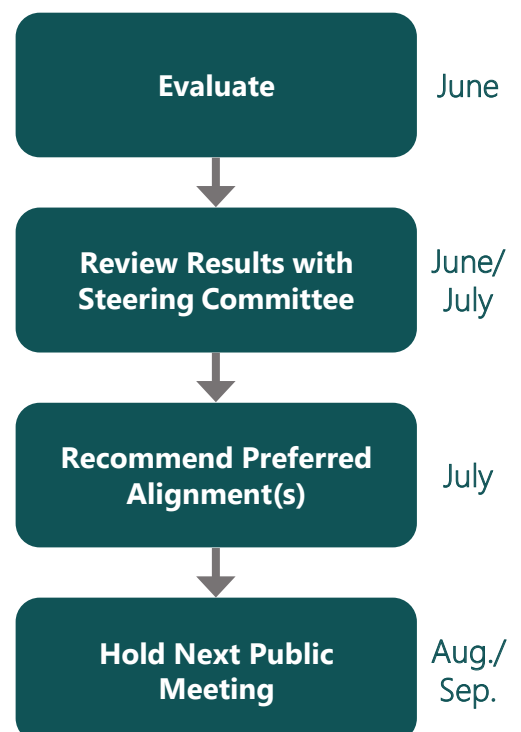 Evaluate
June
Review Results with
Steering Committee
June/
July
Recommend Preferred
Alignment(s)
July
Hold Next Public
Meeting
Aug./
Sep.